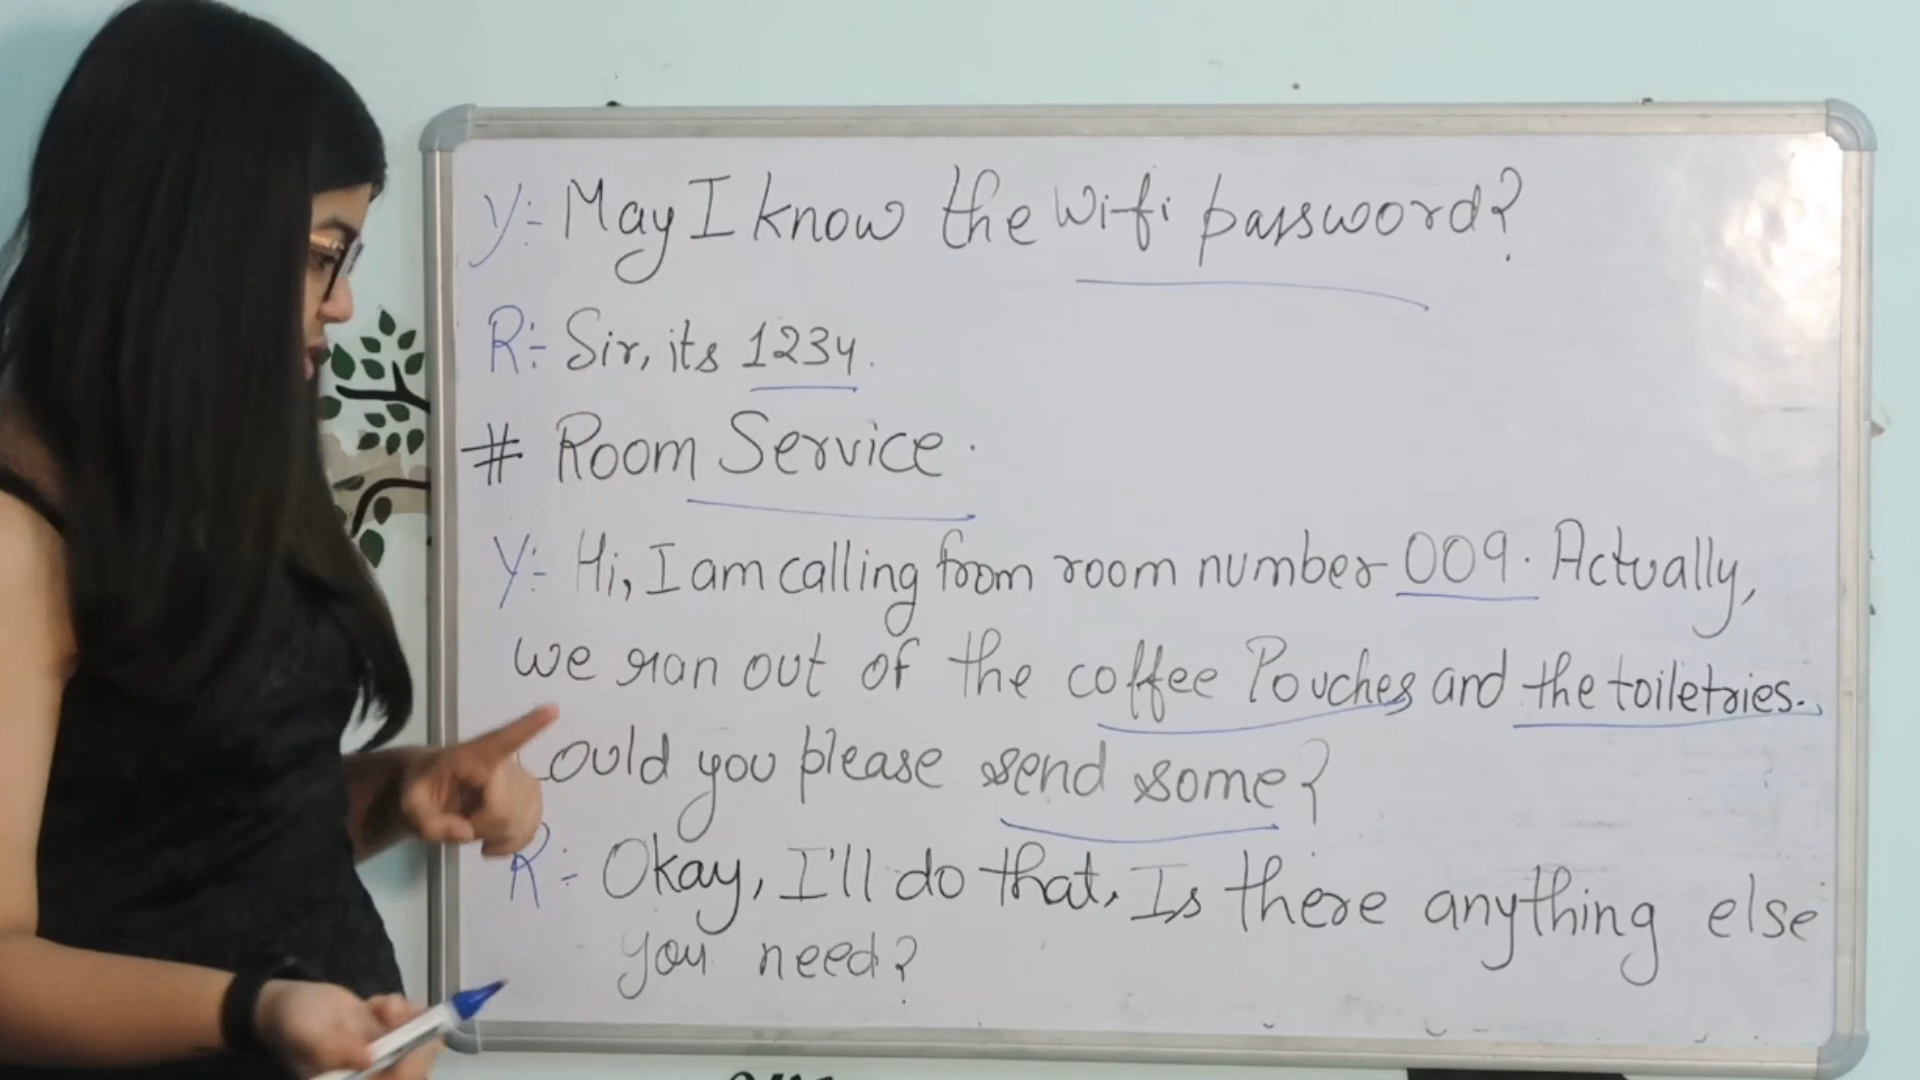 Y:- May I know the Wifi password?
R:- Sir, its 1234.
# Room Service.
Y:- Hi, I am calling from room number 009. Actually,
we ran out of the coffee Pouches and the toiletries.
Could you please send some?
R:- Okay, I'll do that. Is there anything else
you need?